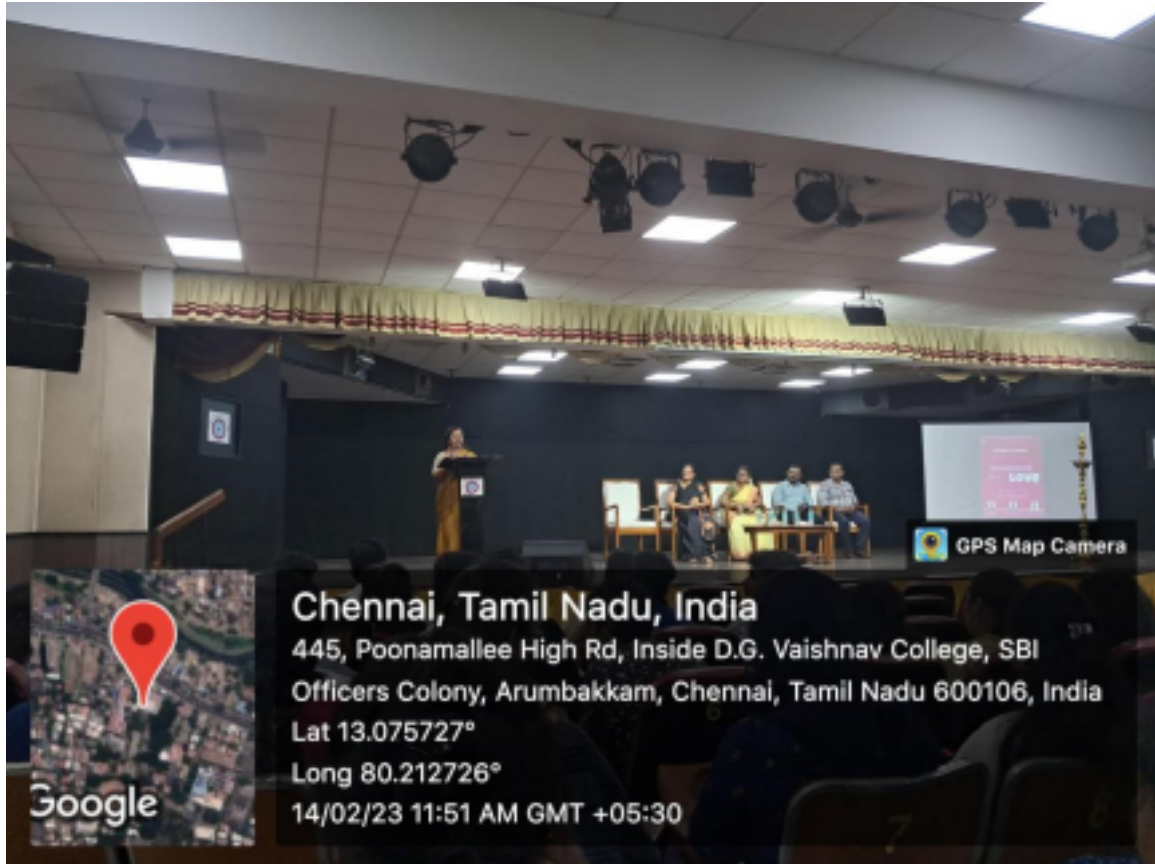 LOVE
GPS Map Camera
Chennai, Tamil Nadu, India
445, Poonamallee High Rd, Inside D.G. Vaishnav College, SBI
Officers Colony, Arumbakkam, Chennai, Tamil Nadu 600106, India
Lat 13.075727°
Long 80.212726°
14/02/23 11:51 AM GMT +05:30
Google
7
8